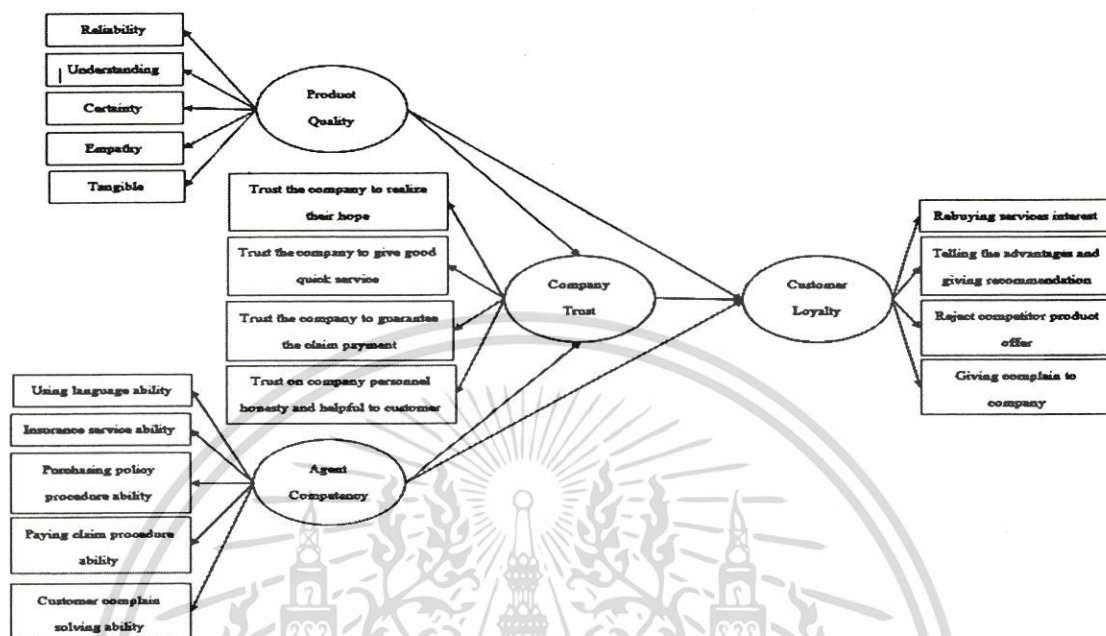 Reliability
Understanding
Certainty
Empathy
Tangible
Product
Quality
Trust the company to realize
their hope
Trust the company to give good
quick service
Trust the company to guarantee
the claim payment
Trust on company personnel
honesty and helpful to customer
Company
Trust
Customer
Loyalty
Rebuying services interest
Telling the advantages and
giving recommendation
Reject competitor product
offer
Giving complain to
company
Using language ability
Insurance service ability
Purchasing policy
procedure ability
Paying claim procedure
ability
Customer complain
solving ability
Agent
Competency